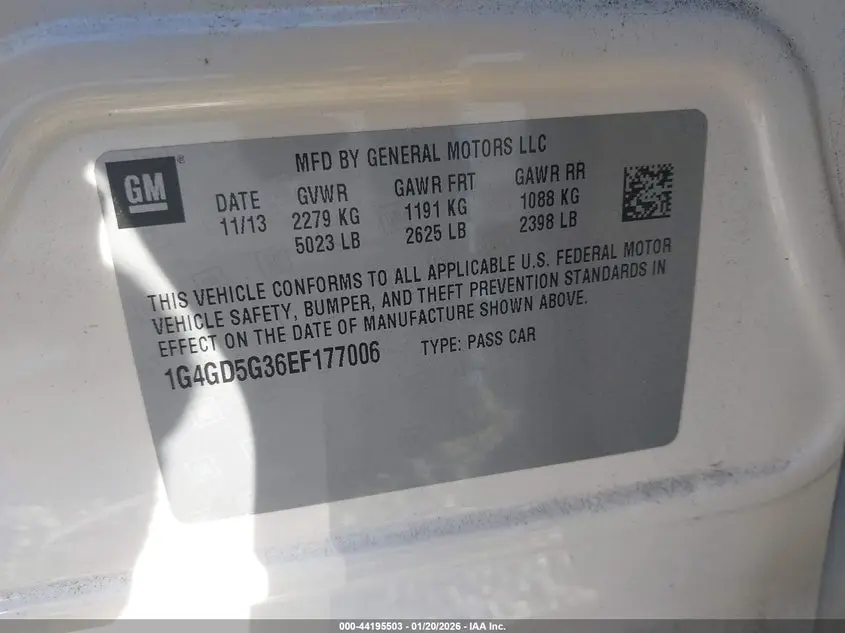 GM ®
MFD BY GENERAL MOTORS LLC
DATE GVWR GAWR FRT GAWR RR
11/13 2279 KG 1191 KG 1088 KG
5023 LB 2625 LB 2398 LB
THIS VEHICLE CONFORMS TO ALL APPLICABLE U.S. FEDERAL MOTOR
VEHICLE SAFETY, BUMPER, AND THEFT PREVENTION STANDARDS IN
EFFECT ON THE DATE OF MANUFACTURE SHOWN ABOVE.
1G4GD5G36EF177006 TYPE: PASS CAR
000-44195503 — 01/20/2026 — IAA Inc.